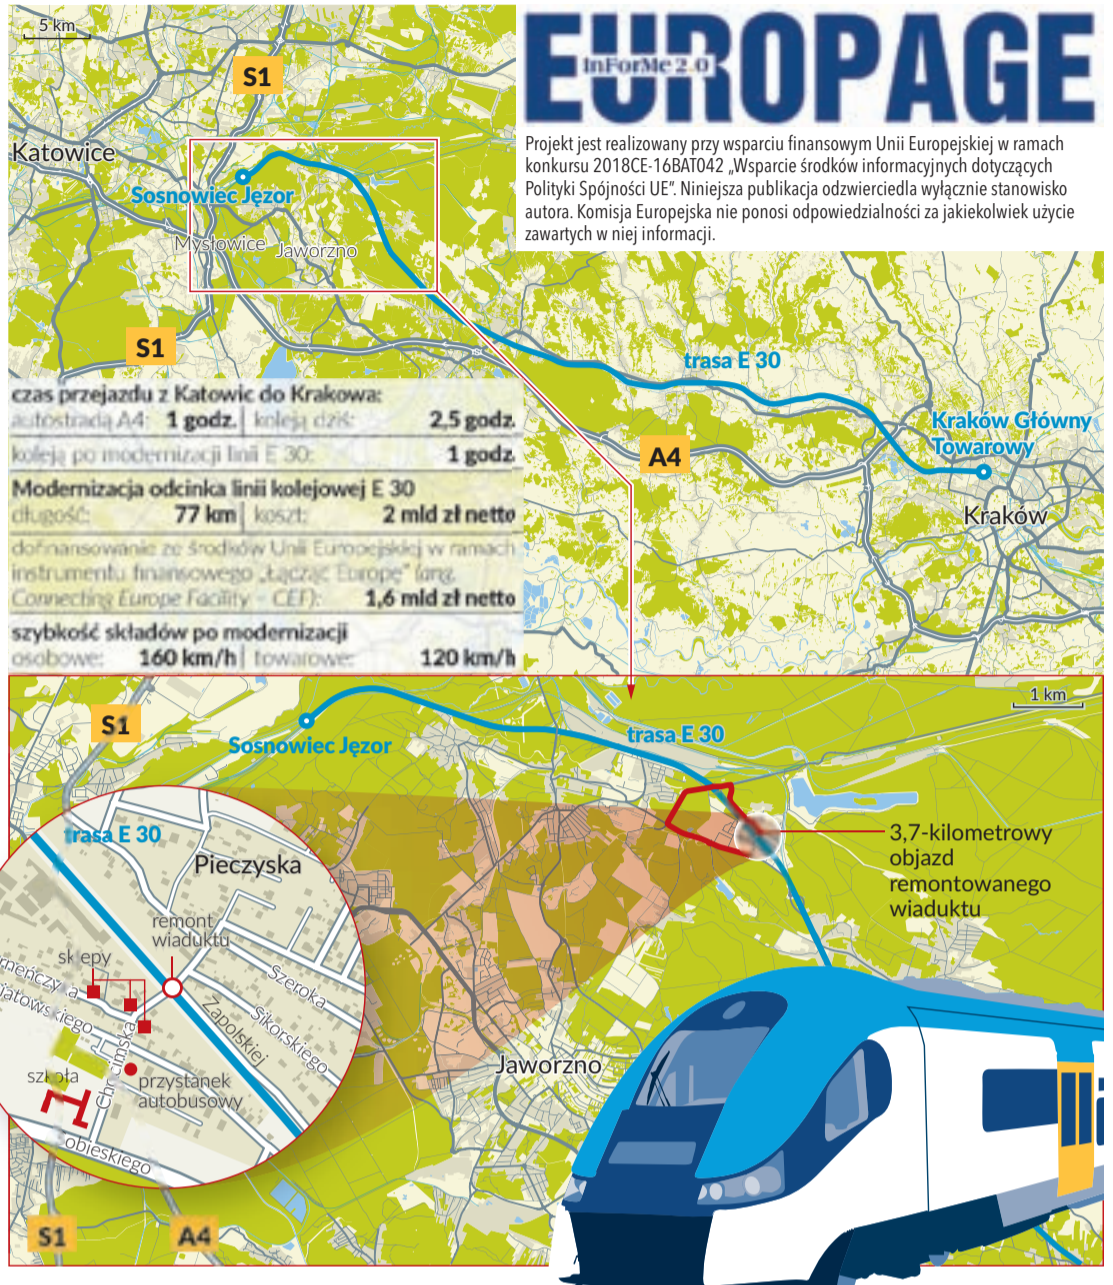 5 km
S1
EUROPAGE
InForMe 2.0
Projekt jest realizowany przy wsparciu finansowym Unii Europejskiej w ramach
konkursu 2018CE-16BAT042 „Wsparcie środków informacyjnych dotyczących
Polityki Spójności UE”. Niniejsza publikacja odzwierciedla wyłącznie stanowisko
autora. Komisja Europejska nie ponosi odpowiedzialności za jakiekolwiek użycie
zawartych w niej informacji.
Katowice
Sosnowiec Jęzor
Mysłowice
Jaworzno
S1
trasa E 30
Kraków Główny
Towarowy
A4
Kraków
czas przejazdu z Katowic do Krakowa:
autostradą A4: 1 godz. koleją dziś: 2,5 godz.
koleją po modernizacji linii E 30: 1 godz.
Modernizacja odcinka linii kolejowej E 30
długość: 77 km koszt: 2 mld zł netto
dofinansowanie ze środków Unii Europejskiej w ramach
instrumentu finansowego „Łącząc Europę” (ang.
Connecting Europe Facility – CEF): 1,6 mld zł netto
szybkość składów po modernizacji
osobowe: 160 km/h towarowe: 120 km/h
1 km
S1
Sosnowiec Jęzor
trasa E 30
3,7-kilometrowy
objazd
remontowanego
wiaduktu
trasa E 30
Pieczyska
remont
wiaduktu
sklepy
Szeroka
Sikorskiego
Zapolskiej
szkoła
przystanek
autobusowy
obieskiego
Jaworzno
S1
A4